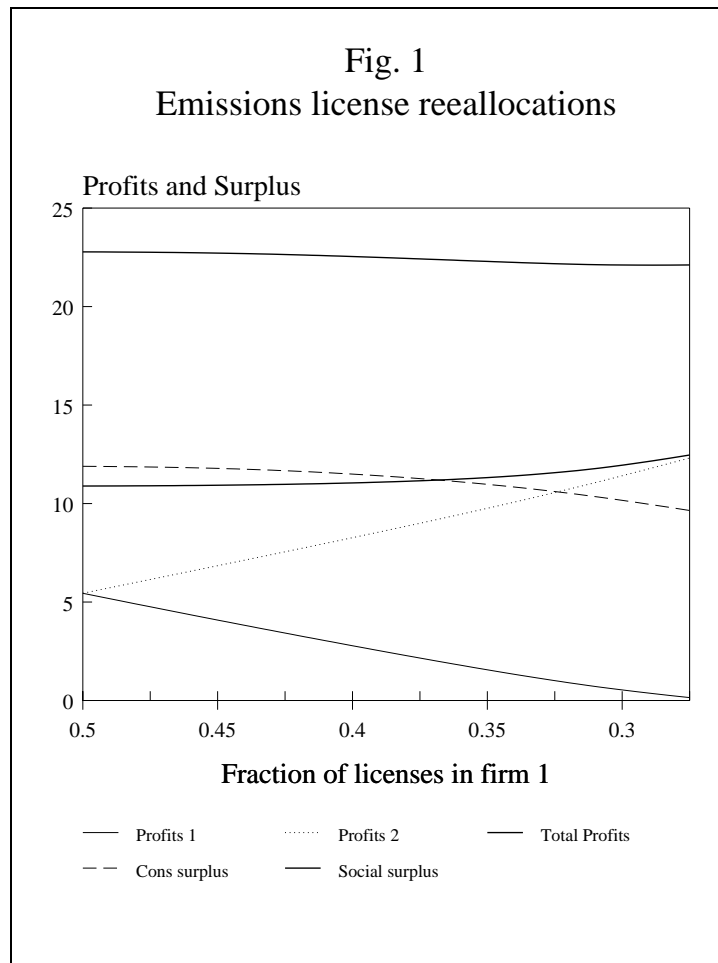 Fig. 1
Emissions license reeallocations
Profits and Surplus
25
20
15
10
5
0
0.5 0.45 0.4 0.35 0.3
Fraction of licenses in firm 1
Profits 1 Profits 2 Total Profits
Cons surplus Social surplus